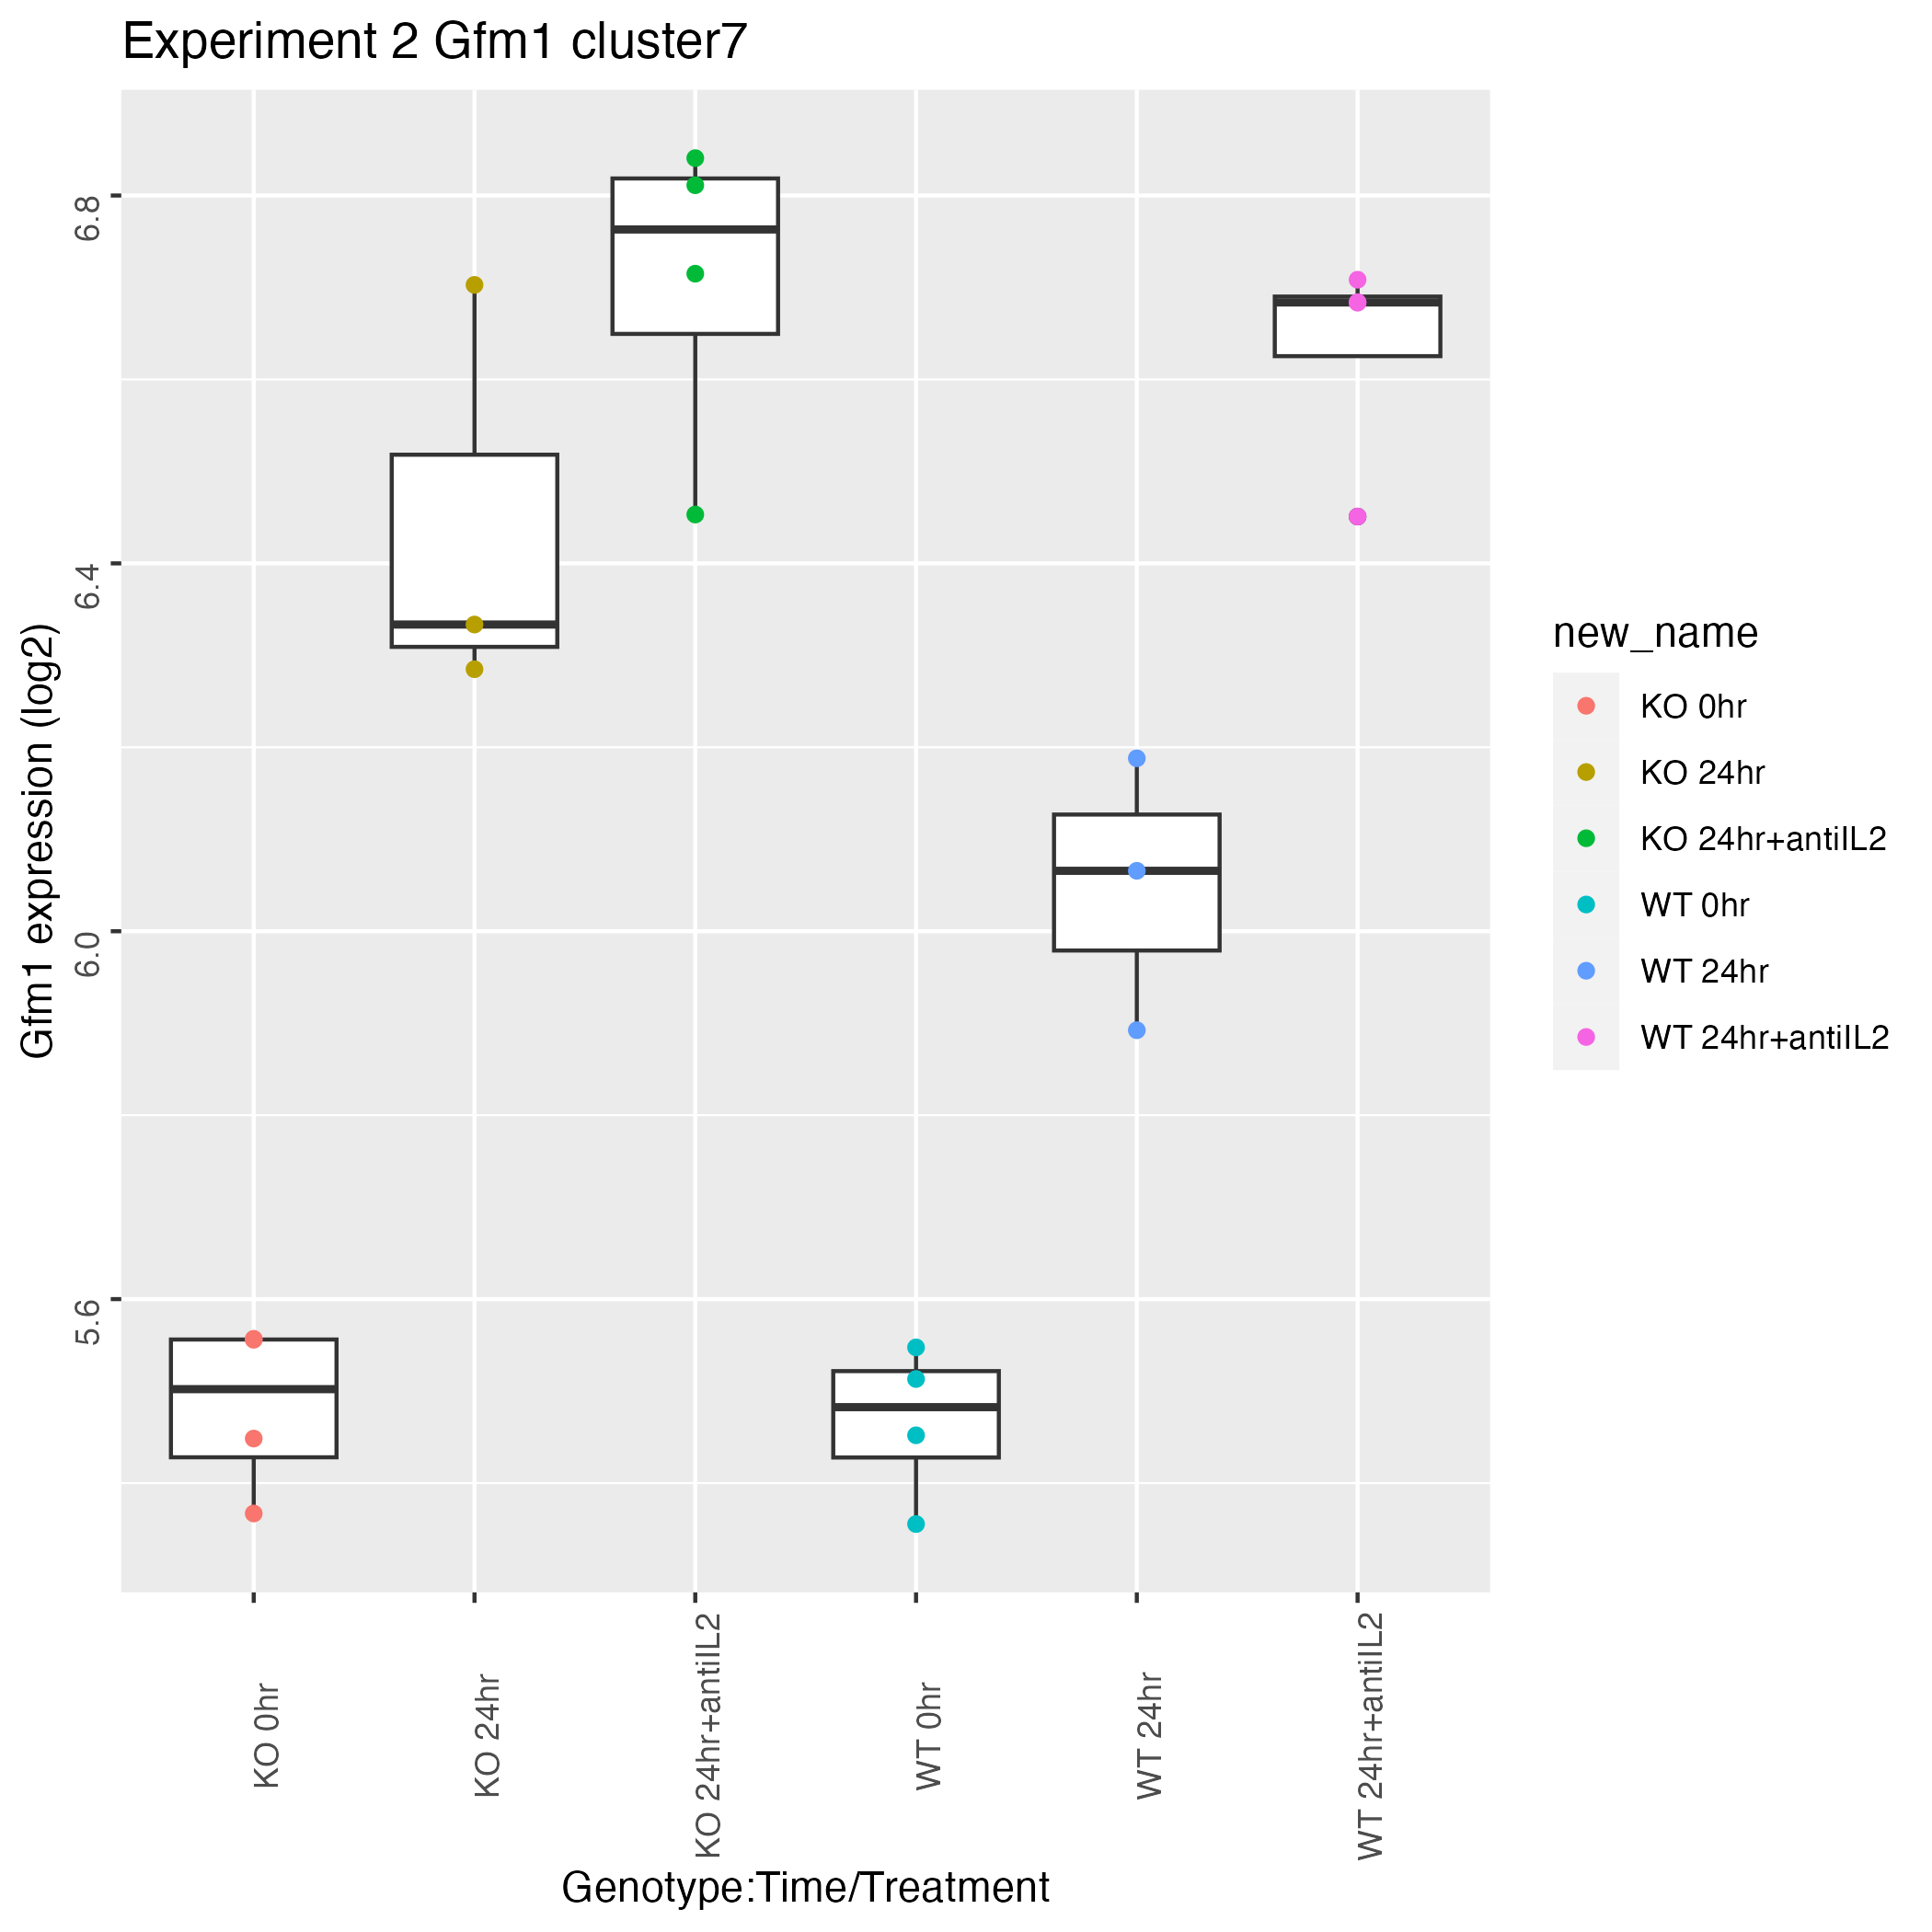 Experiment 2 Gfm1 cluster7
Gfm1 expression (log2)
6.8
6.4
6.0
5.6
KO 0hr
KO 24hr
KO 24hr+antiIL2
WT 0hr
WT 24hr
WT 24hr+antiIL2
Genotype:Time/Treatment
new_name
KO 0hr
KO 24hr
KO 24hr+antiIL2
WT 0hr
WT 24hr
WT 24hr+antiIL2